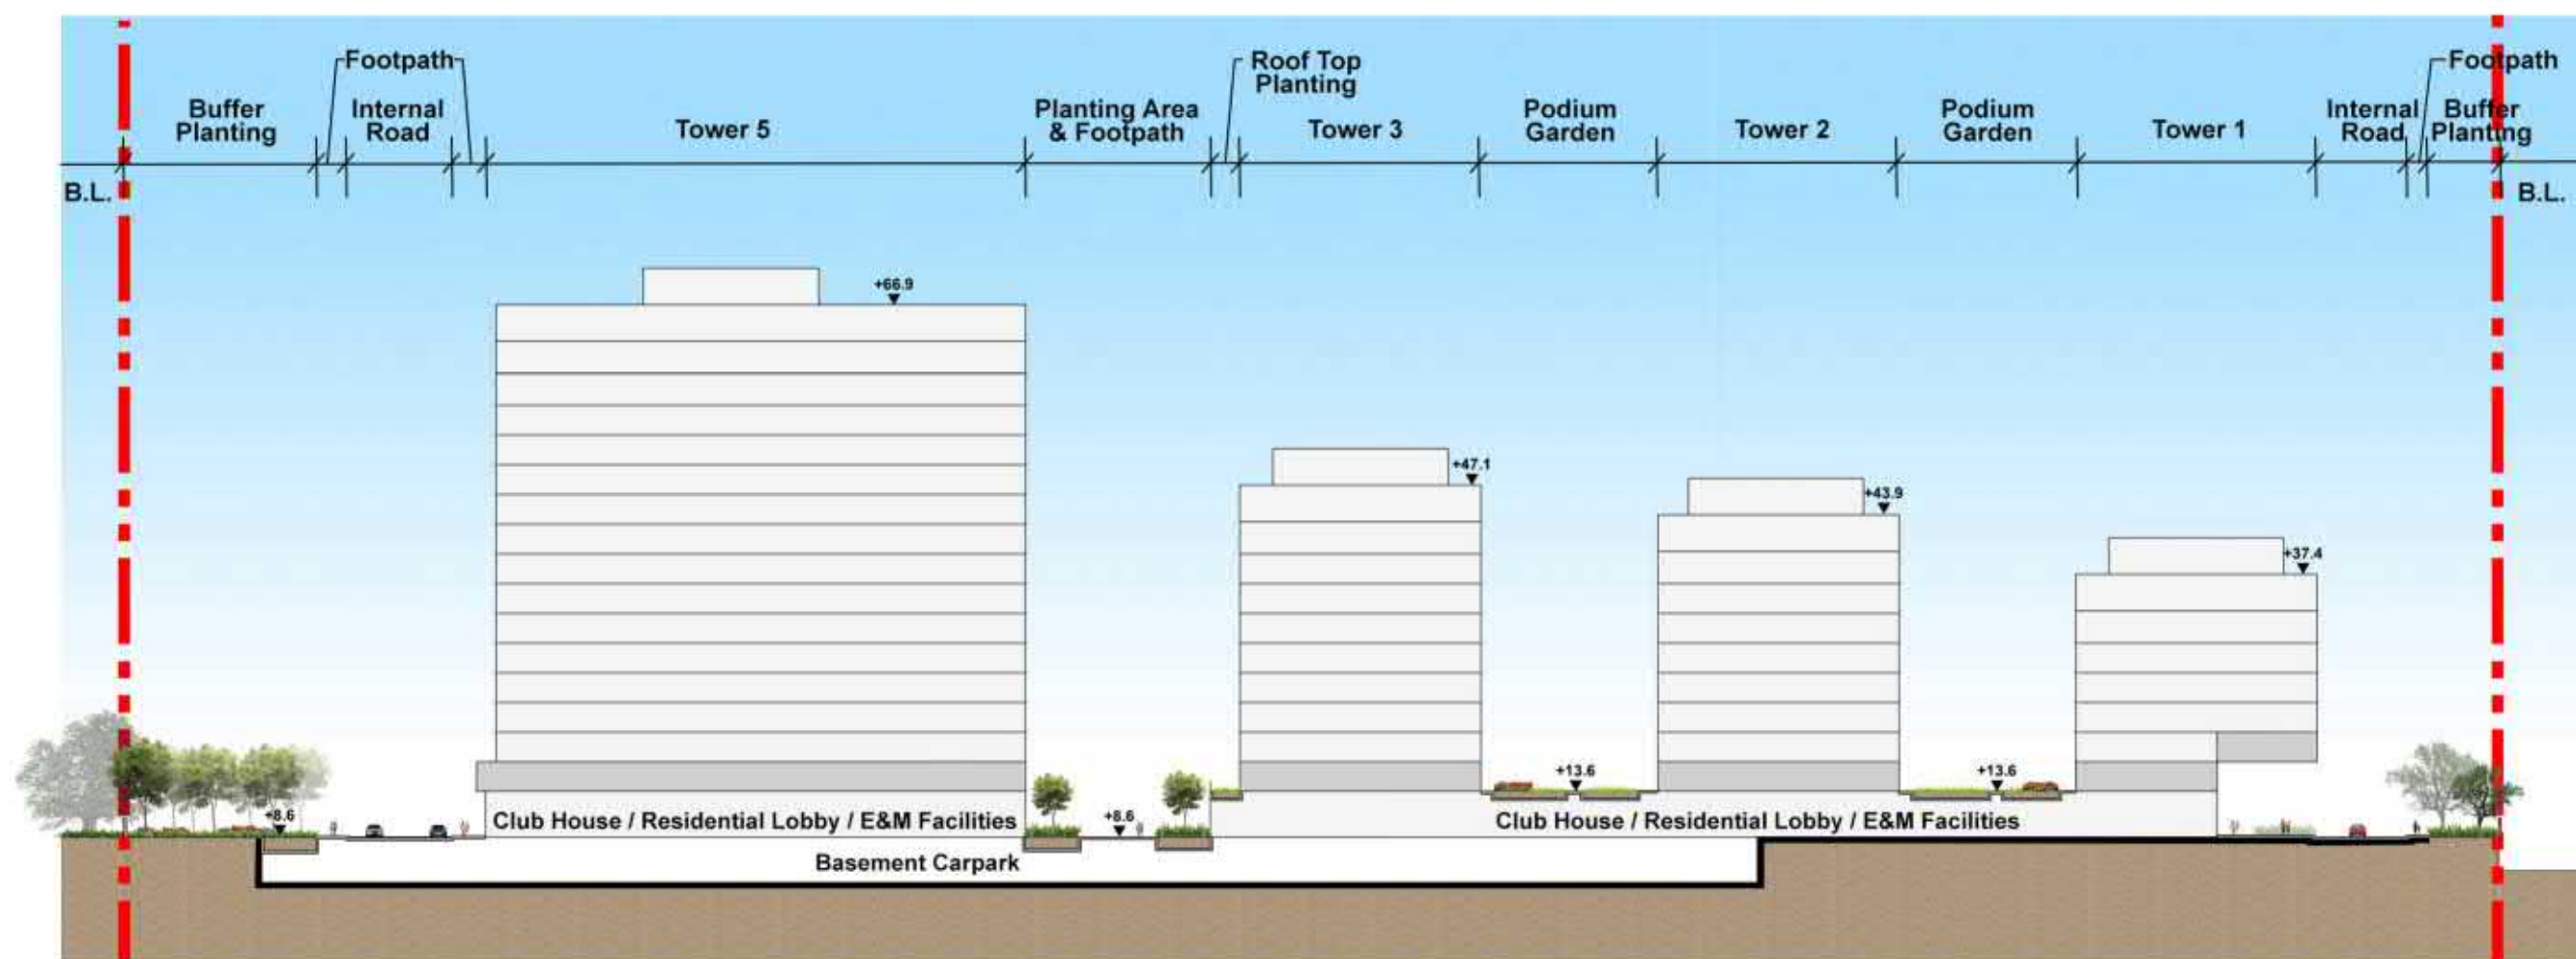 Footpath
Roof Top
Planting
Footpath
Buffer
Planting
Internal
Road
Tower 5
Planting Area
& Footpath
Tower 3
Podium
Garden
Tower 2
Podium
Garden
Tower 1
Internal
Road
Buffer
Planting
B.L.
B.L.
+66.9
+47.1
+43.9
+37.4
+13.6
+13.6
+8.6
+8.6
Club House / Residential Lobby / E&M Facilities
Club House / Residential Lobby / E&M Facilities
Basement Carpark